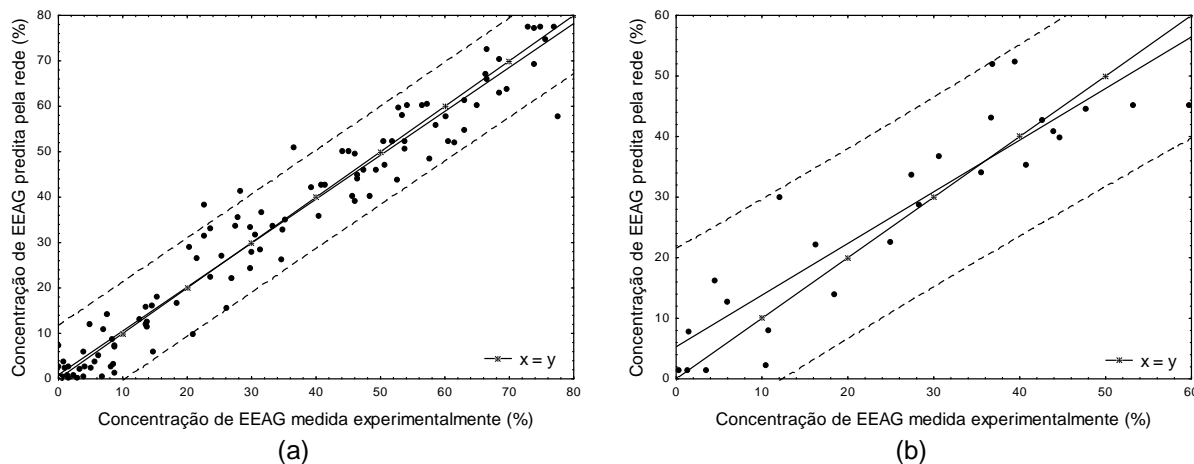 Concentração de EEAG predita pela rede (%)
80
70
60
50
40
30
20
10
0
0 10 20 30 40 50 60 70 80
x = y
Concentração de EEAG medida experimentalmente (%)
(a)
Concentração de EEAG predita pela rede (%)
60
50
40
30
20
10
0
0 10 20 30 40 50 60
x = y
Concentração de EEAG medida experimentalmente (%)
(b)